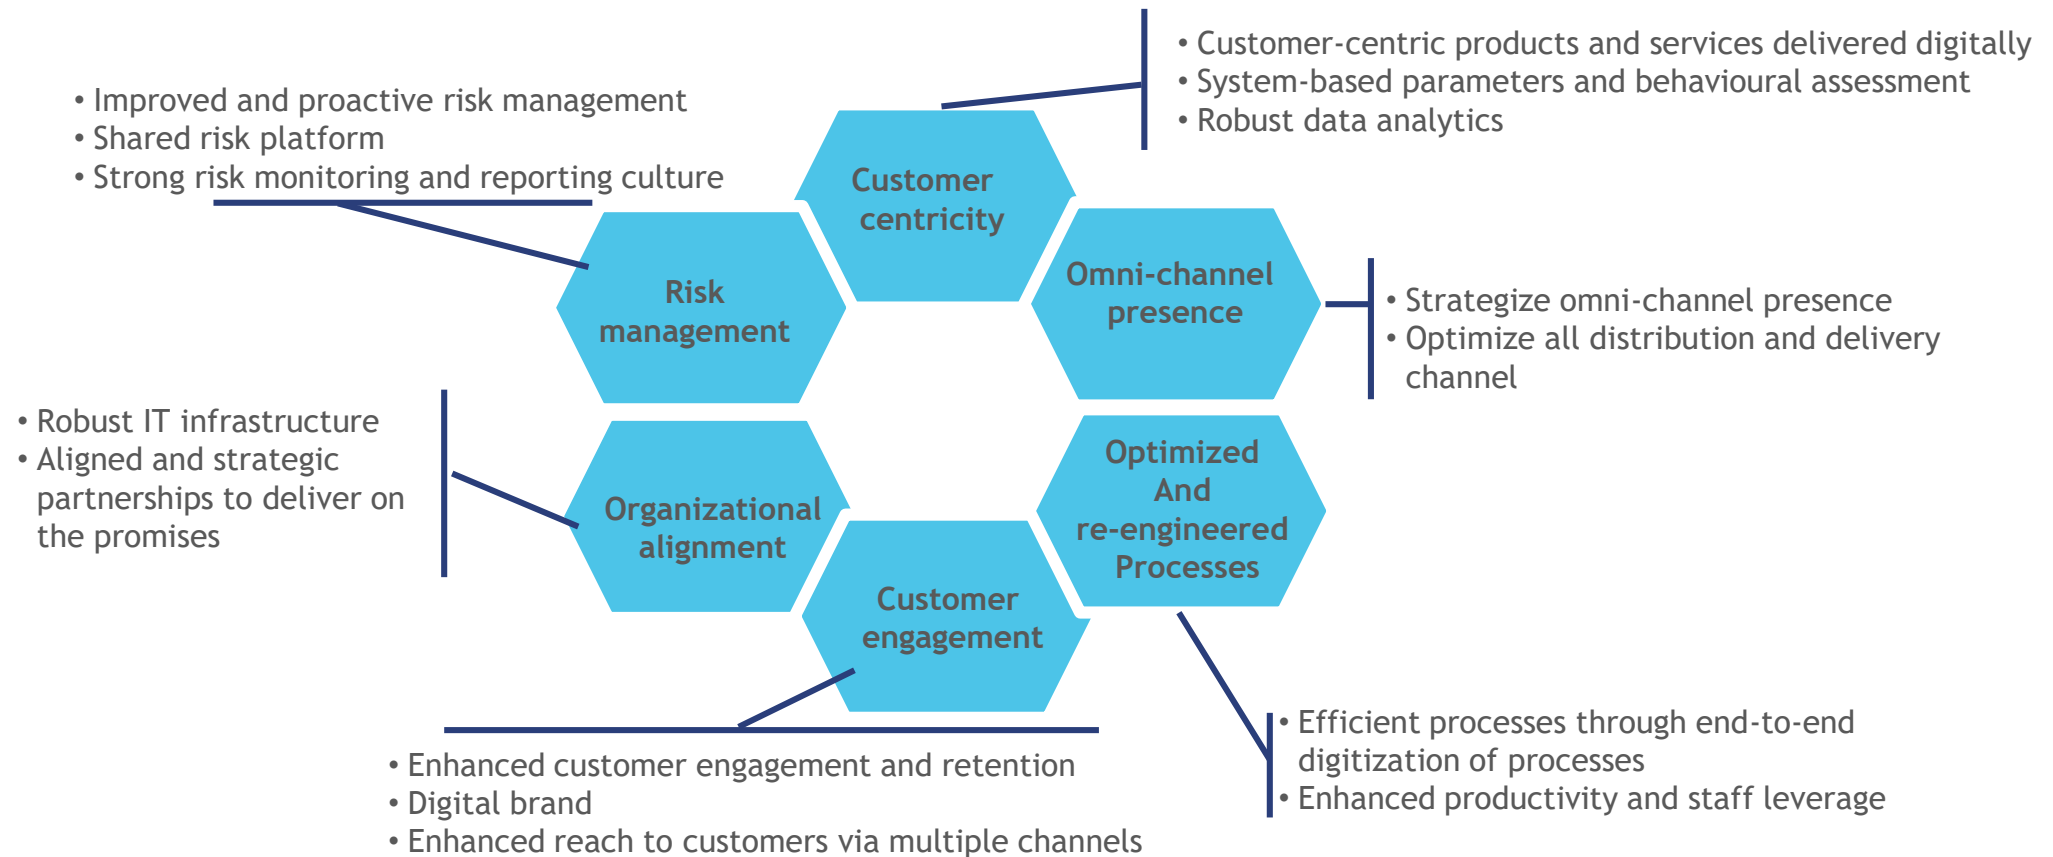 • Customer-centric products and services delivered digitally
• System-based parameters and behavioural assessment
• Robust data analytics
• Improved and proactive risk management
• Shared risk platform
• Strong risk monitoring and reporting culture
Customer
centricity
Risk
management
Omni-channel
presence
• Strategize omni-channel presence
• Optimize all distribution and delivery
channel
• Robust IT infrastructure
• Aligned and strategic
partnerships to deliver on
the promises
Organizational
alignment
Optimized
And
re-engineered
Processes
Customer
engagement
• Efficient processes through end-to-end
digitization of processes
• Enhanced productivity and staff leverage
• Enhanced customer engagement and retention
• Digital brand
• Enhanced reach to customers via multiple channels